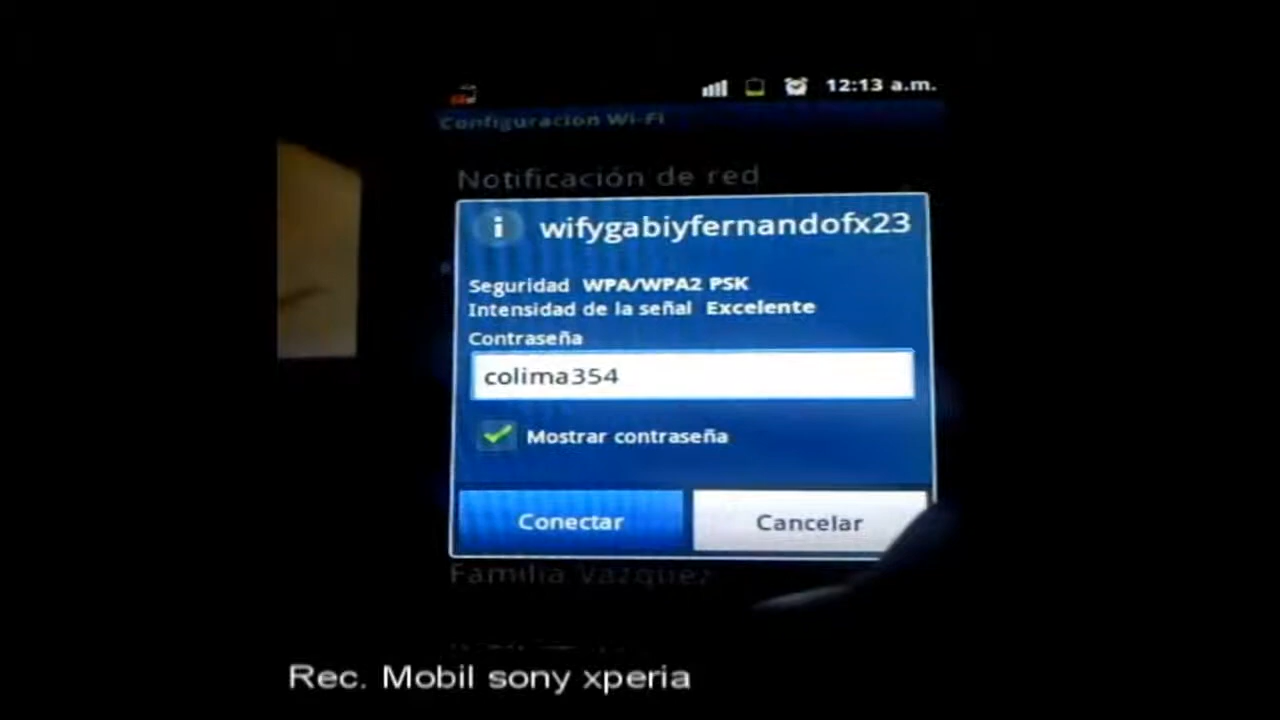 12:13 a.m.
Configuracion Wi-Fi
Notificación de red
i
wifygabiyfernandofx23
Seguridad WPA/WPA2 PSK
Intensidad de la señal Excelente
Contraseña
colima354
Mostrar contraseña
Conectar Cancelar
Familia Vazquez
Rec. Mobil sony xperia